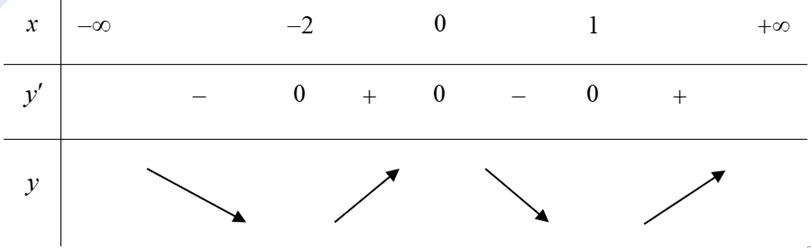 x −∞ −2 0 1 +∞
y′ − 0 + 0 − 0 +
y